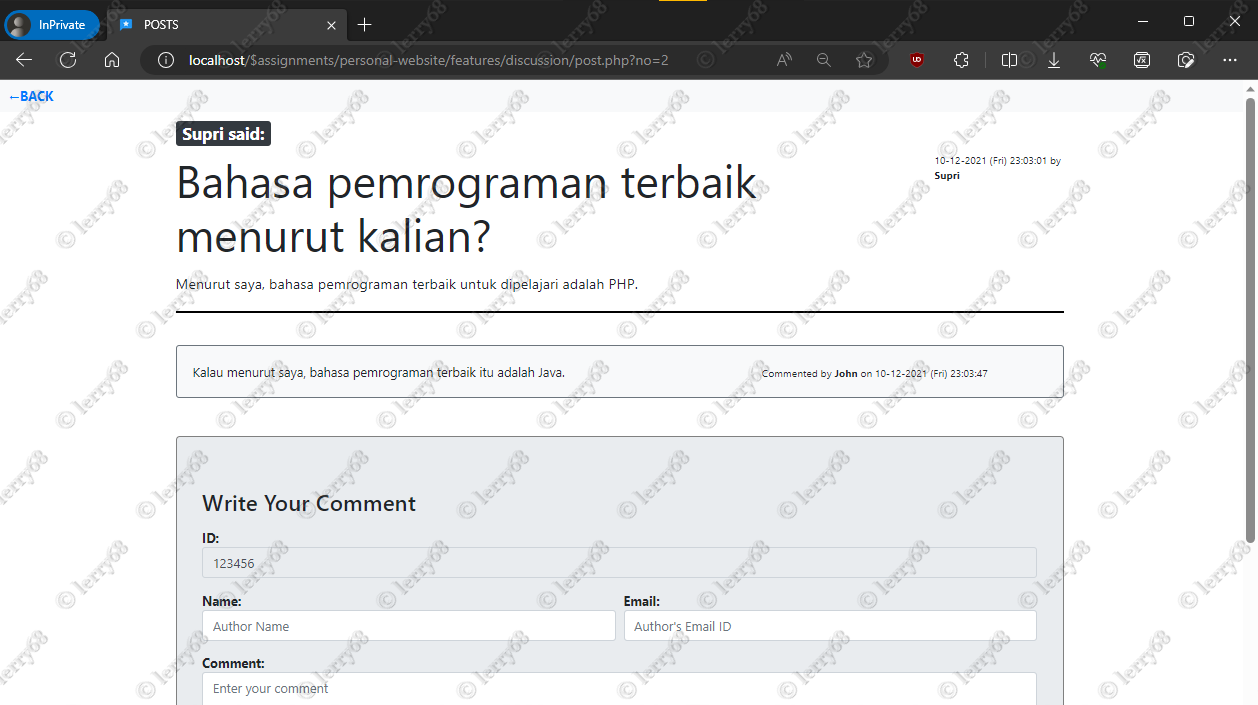 InPrivate
POSTS
localhost/$assignments/personal-website/features/discussion/post.php?no=2
←BACK
Supri said:
Bahasa pemrograman terbaik
menurut kalian?
10-12-2021 (Fri) 23:03:01 by
Supri
Menurut saya, bahasa pemrograman terbaik untuk dipelajari adalah PHP.
Kalau menurut saya, bahasa pemrograman terbaik itu adalah Java.
Commented by John on 10-12-2021 (Fri) 23:03:47
Write Your Comment
ID:
123456
Name:
Email:
Author Name
Author's Email ID
Comment:
Enter your comment
© lerry68